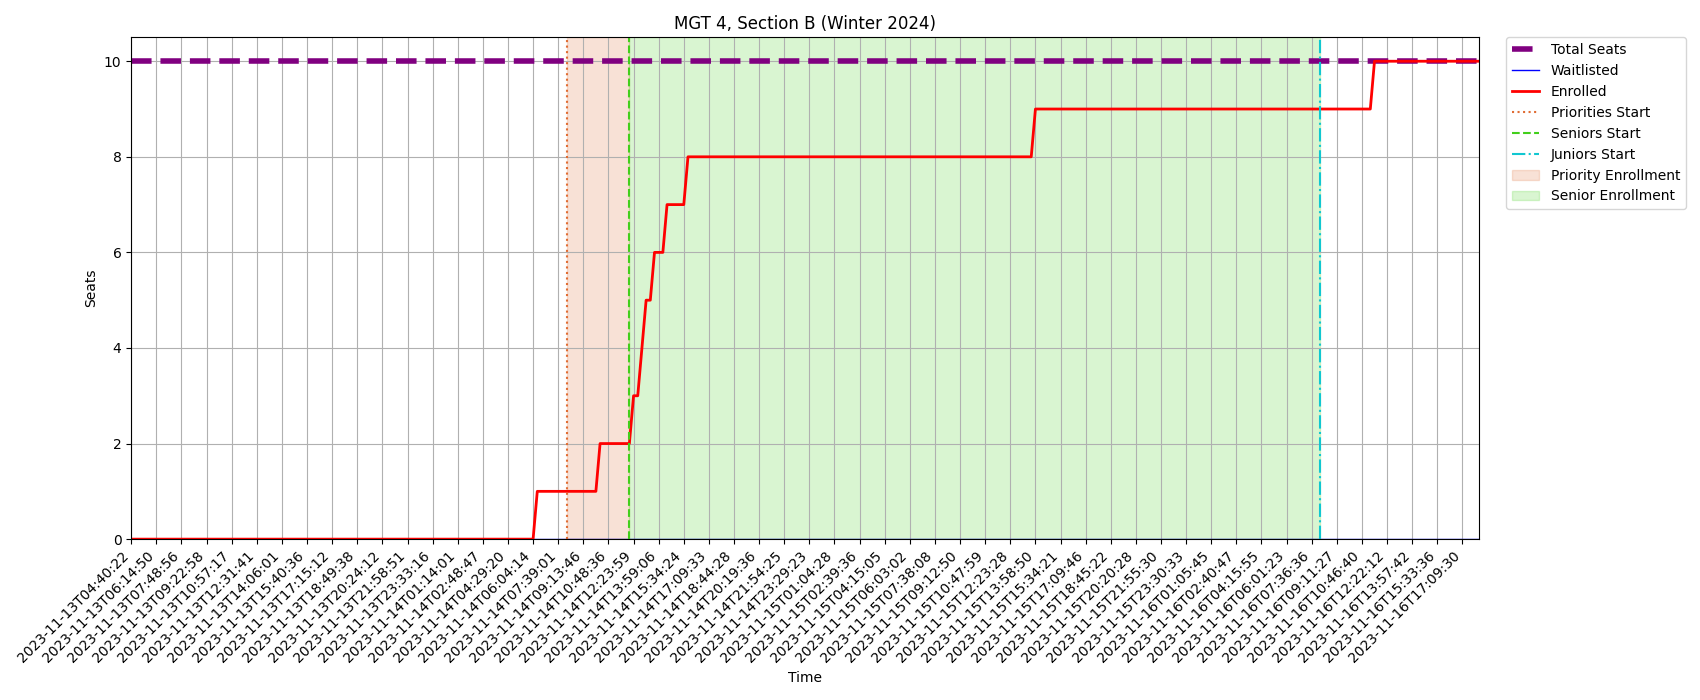 MGT 4, Section B (Winter 2024)
10
8
6
4
2
0
Seats
2023-11-13T04:40:22
2023-11-13T06:14:50
2023-11-13T07:48:56
2023-11-13T09:22:58
2023-11-13T10:57:17
2023-11-13T12:31:41
2023-11-13T14:06:01
2023-11-13T15:40:36
2023-11-13T17:15:12
2023-11-13T18:49:38
2023-11-13T20:24:12
2023-11-13T21:58:51
2023-11-13T23:33:16
2023-11-14T01:14:01
2023-11-14T02:48:47
2023-11-14T04:29:20
2023-11-14T06:04:14
2023-11-14T07:39:01
2023-11-14T09:13:46
2023-11-14T10:48:36
2023-11-14T12:23:59
2023-11-14T13:59:06
2023-11-14T15:34:24
2023-11-14T17:09:33
2023-11-14T18:44:28
2023-11-14T20:19:36
2023-11-14T21:54:25
2023-11-14T23:29:23
2023-11-15T01:04:28
2023-11-15T02:39:36
2023-11-15T04:15:05
2023-11-15T06:03:02
2023-11-15T07:38:08
2023-11-15T09:12:50
2023-11-15T10:47:59
2023-11-15T12:23:28
2023-11-15T13:58:50
2023-11-15T15:34:21
2023-11-15T17:09:46
2023-11-15T18:45:22
2023-11-15T20:20:28
2023-11-15T21:55:30
2023-11-15T23:30:33
2023-11-16T01:05:45
2023-11-16T02:40:47
2023-11-16T04:15:55
2023-11-16T06:01:23
2023-11-16T07:36:36
2023-11-16T09:11:27
2023-11-16T10:46:40
2023-11-16T12:22:12
2023-11-16T13:57:42
2023-11-16T15:33:36
2023-11-16T17:09:30
Time
Total Seats
Waitlisted
Enrolled
Priorities Start
Seniors Start
Juniors Start
Priority Enrollment
Senior Enrollment